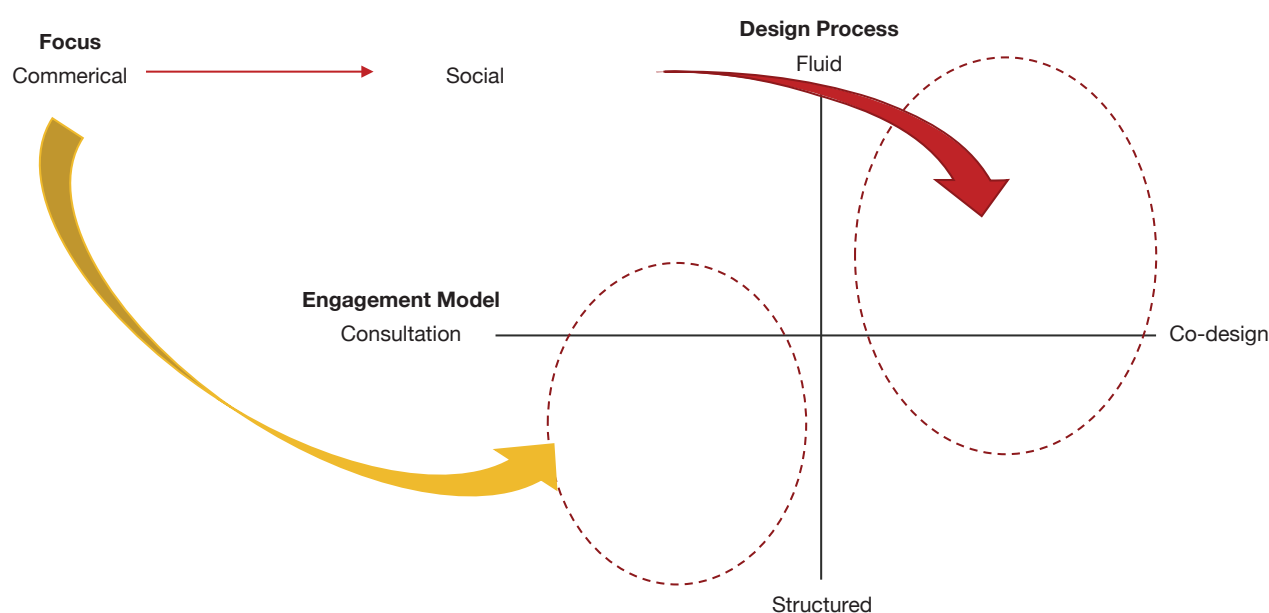 Focus
Commerical
Social
Design Process
Fluid
Engagement Model
Consultation
Co-design
Structured